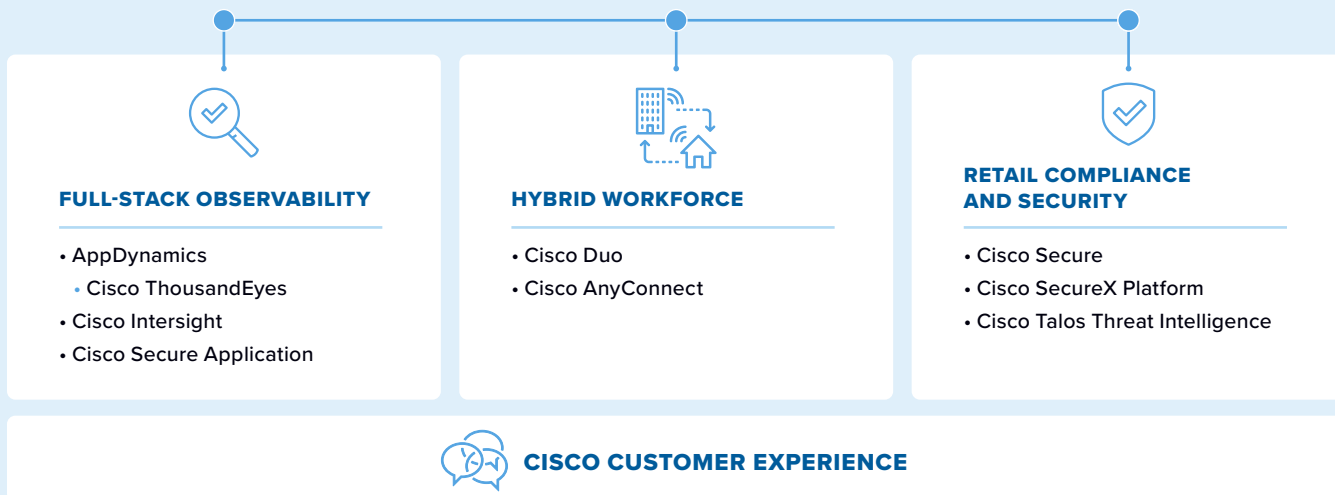 FULL-STACK OBSERVABILITY
• AppDynamics
• Cisco ThousandEyes
• Cisco Intersight
• Cisco Secure Application
HYBRID WORKFORCE
• Cisco Duo
• Cisco AnyConnect
RETAIL COMPLIANCE
AND SECURITY
• Cisco Secure
• Cisco SecureX Platform
• Cisco Talos Threat Intelligence
CISCO CUSTOMER EXPERIENCE